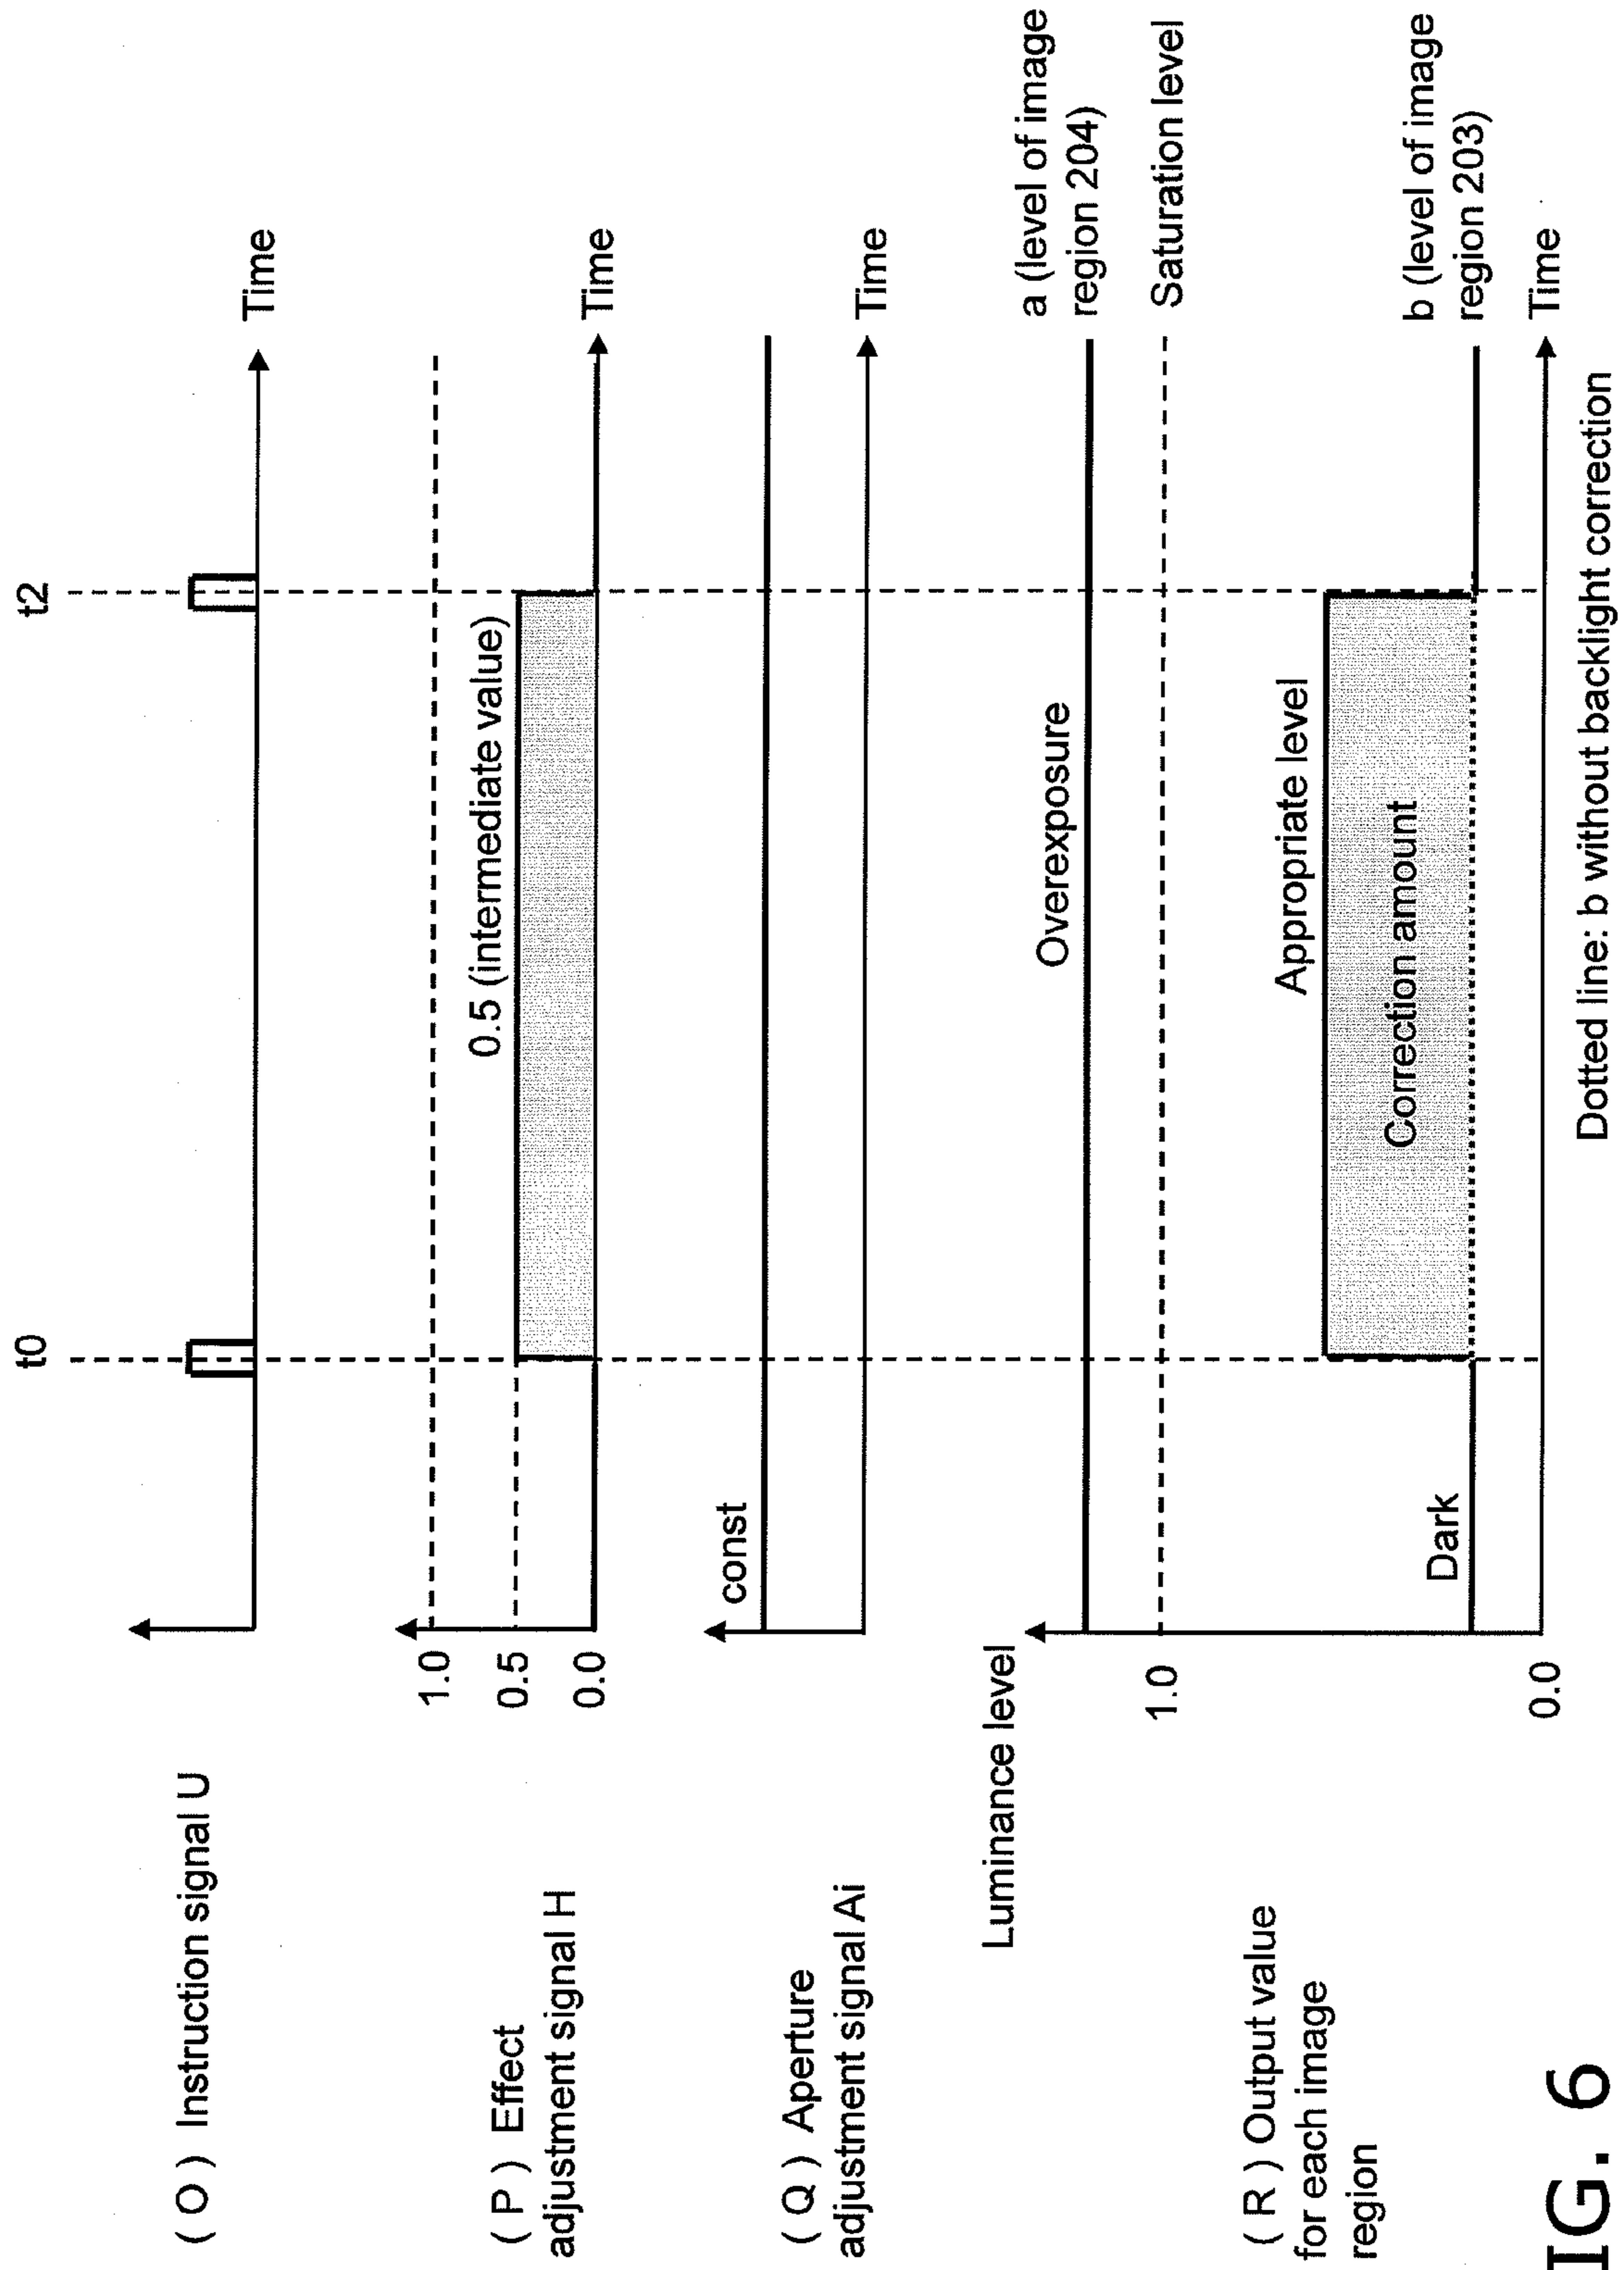 t0
t2
( O ) Instruction signal U
Time
( P ) Effect
adjustment signal H
1.0
0.5
0.0
0.5 (intermediate value)
Time
( Q ) Aperture
adjustment signal Ai
const
Time
Luminance level
( R ) Output value
for each image
region
1.0
0.0
Overexposure
a (level of image
region 204)
Saturation level
Dark
Appropriate level
Correction amount
b (level of image
region 203)
Time
Dotted line: b without backlight correction
IG. 6